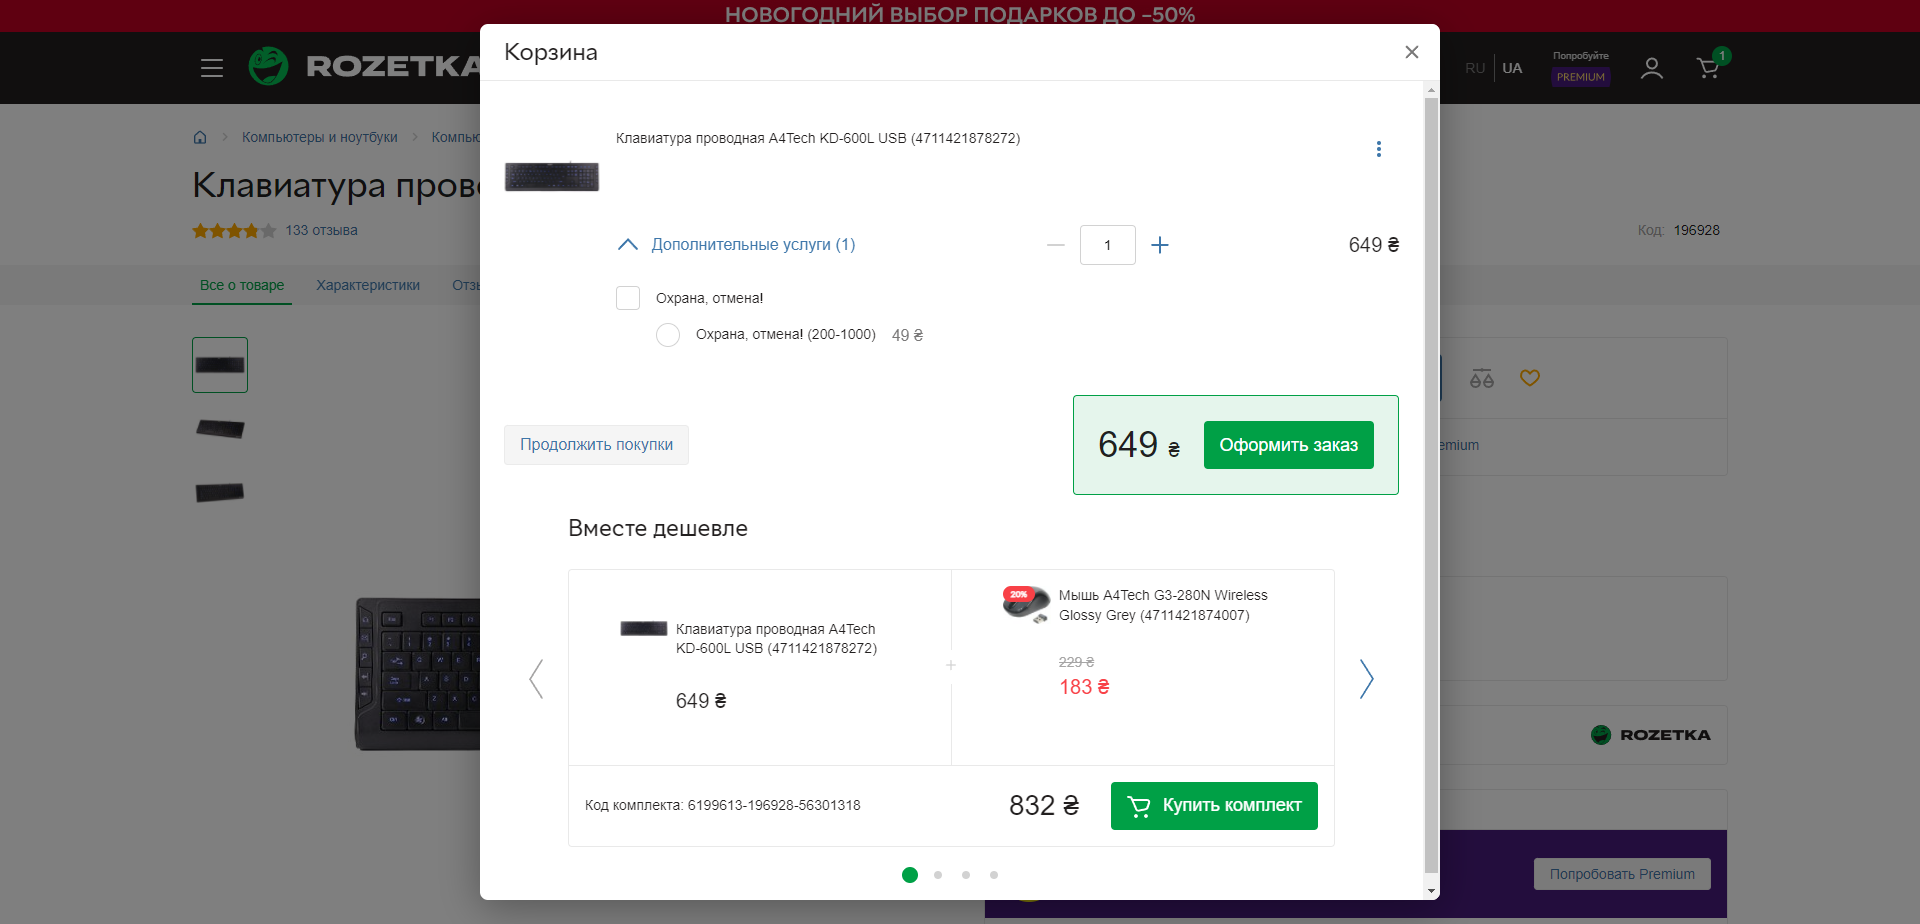 НОВОГОДНИЙ ВЫБОР ПОДАРКОВ ДО −50%
ROZETKA
RU
UA
Попробуйте
PREMIUM
1
Компьютеры и ноутбуки
Клавиатура
133 отзыва
Код: 196928
Все о товаре
Характеристики
Корзина
Клавиатура проводная A4Tech KD-600L USB (4711421878272)
Дополнительные услуги (1)
1
649 ₴
Охрана, отмена!
Охрана, отмена! (200-1000) 49 ₴
Продолжить покупки
649 ₴
Оформить заказ
Вместе дешевле
Клавиатура проводная A4Tech
KD-600L USB (4711421878272)
649 ₴
+
20%
Мышь A4Tech G3-280N Wireless
Glossy Grey (4711421874007)
229 ₴
183 ₴
Код комплекта: 6199613-196928-56301318
832 ₴
Купить комплект
ROZETKA
Попробовать Premium